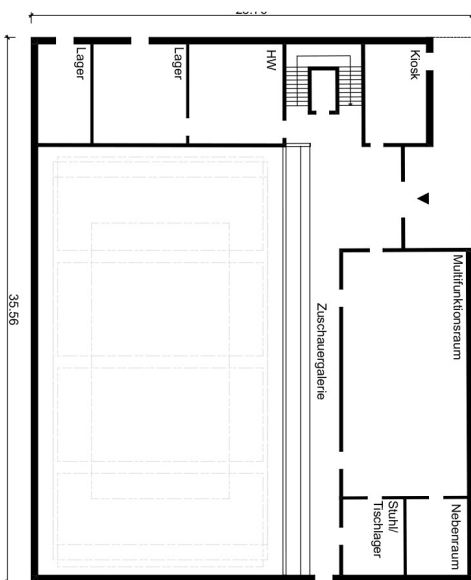 Lager
Lager
HW
Kiosk
35.56
Zuschauergalerie
Multifunktionsraum
Stuhl/
Tischlager
Nebenraum